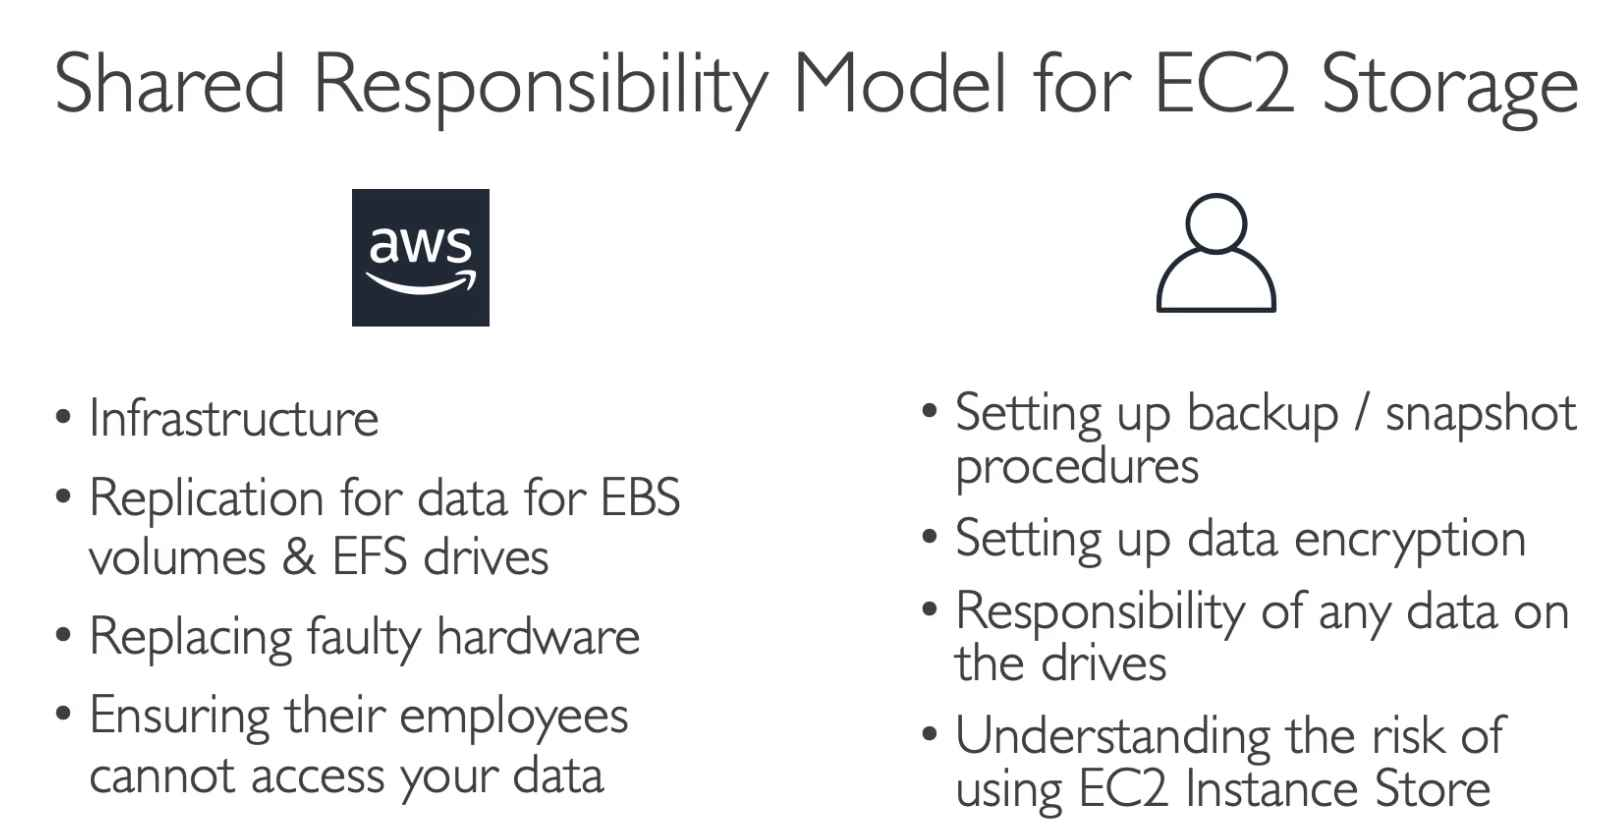 Shared Responsibility Model for EC2 Storage
aws
• Infrastructure
• Replication for data for EBS
volumes & EFS drives
• Replacing faulty hardware
• Ensuring their employees
cannot access your data
• Setting up backup / snapshot
procedures
• Setting up data encryption
• Responsibility of any data on
the drives
• Understanding the risk of
using EC2 Instance Store